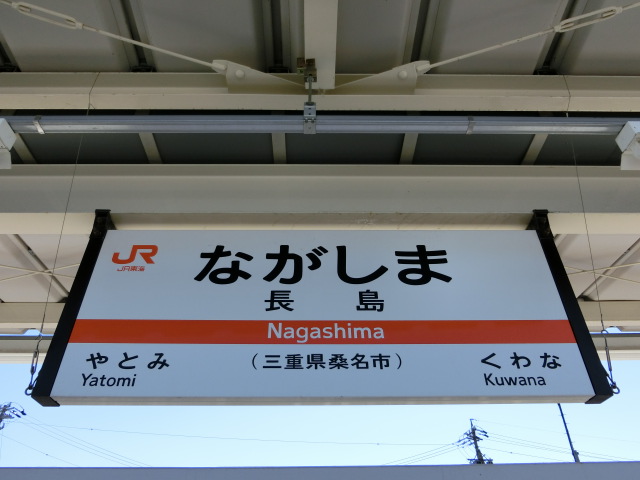 JR
JR東海
ながしま
長島
Nagashima
やとみ
Yatomi
(三重県桑名市)
くわな
Kuwana